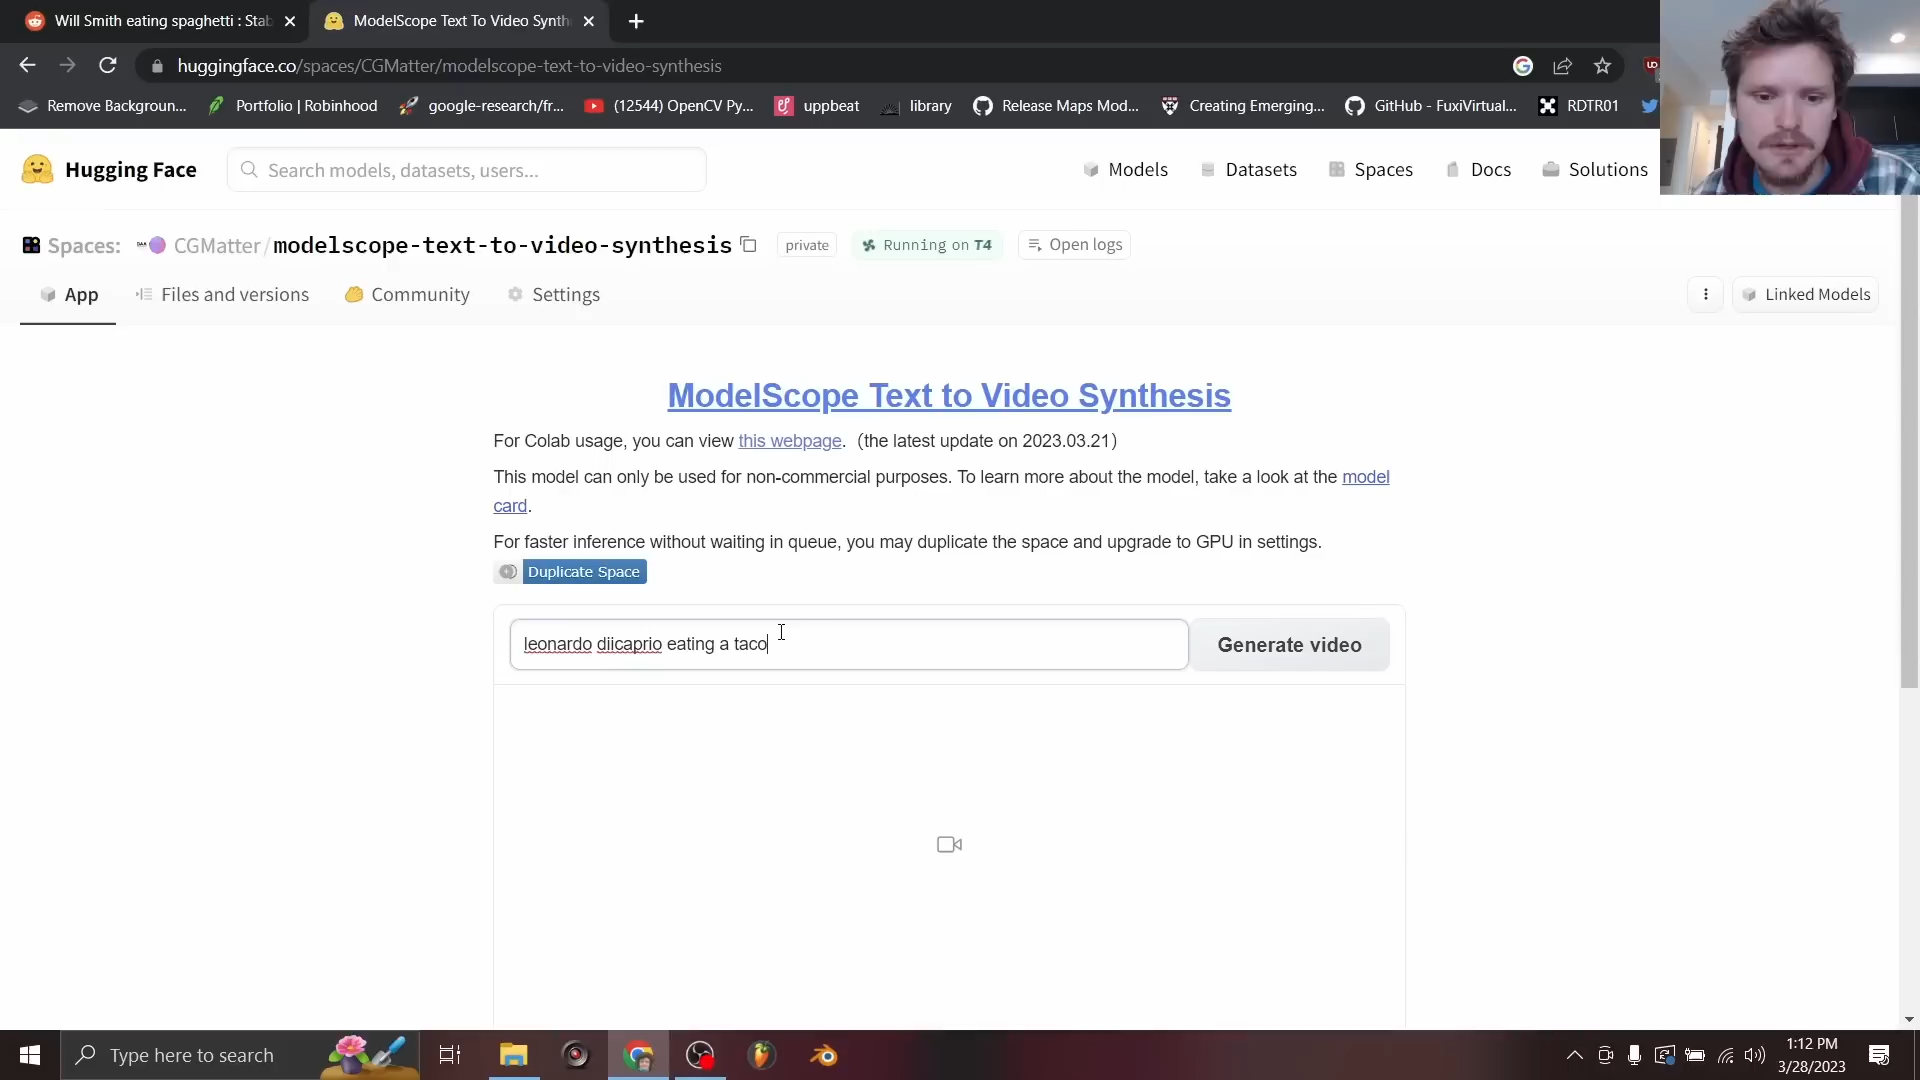 Will Smith eating spaghetti : Stab
ModelScope Text To Video Synth
huggingface.co/spaces/CGMatter/modelscope-text-to-video-synthesis
Remove Backgroun... Portfolio | Robinhood google-research/fr... (12544) OpenCV Py... uppbeat library Release Maps Mod... Creating Emerging... GitHub - FuxiVirtual... RDTR01
Hugging Face
Search models, datasets, users...
Models Datasets Spaces Docs Solutions
Spaces: CGMatter/modelscope-text-to-video-synthesis private Running on T4 Open logs
App Files and versions Community Settings Linked Models
ModelScope Text to Video Synthesis
For Colab usage, you can view this webpage. (the latest update on 2023.03.21)
This model can only be used for non-commercial purposes. To learn more about the model, take a look at the model
card.
For faster inference without waiting in queue, you may duplicate the space and upgrade to GPU in settings.
Duplicate Space
leonardo diicaprio eating a taco
Generate video
Type here to search
1:12 PM
3/28/2023